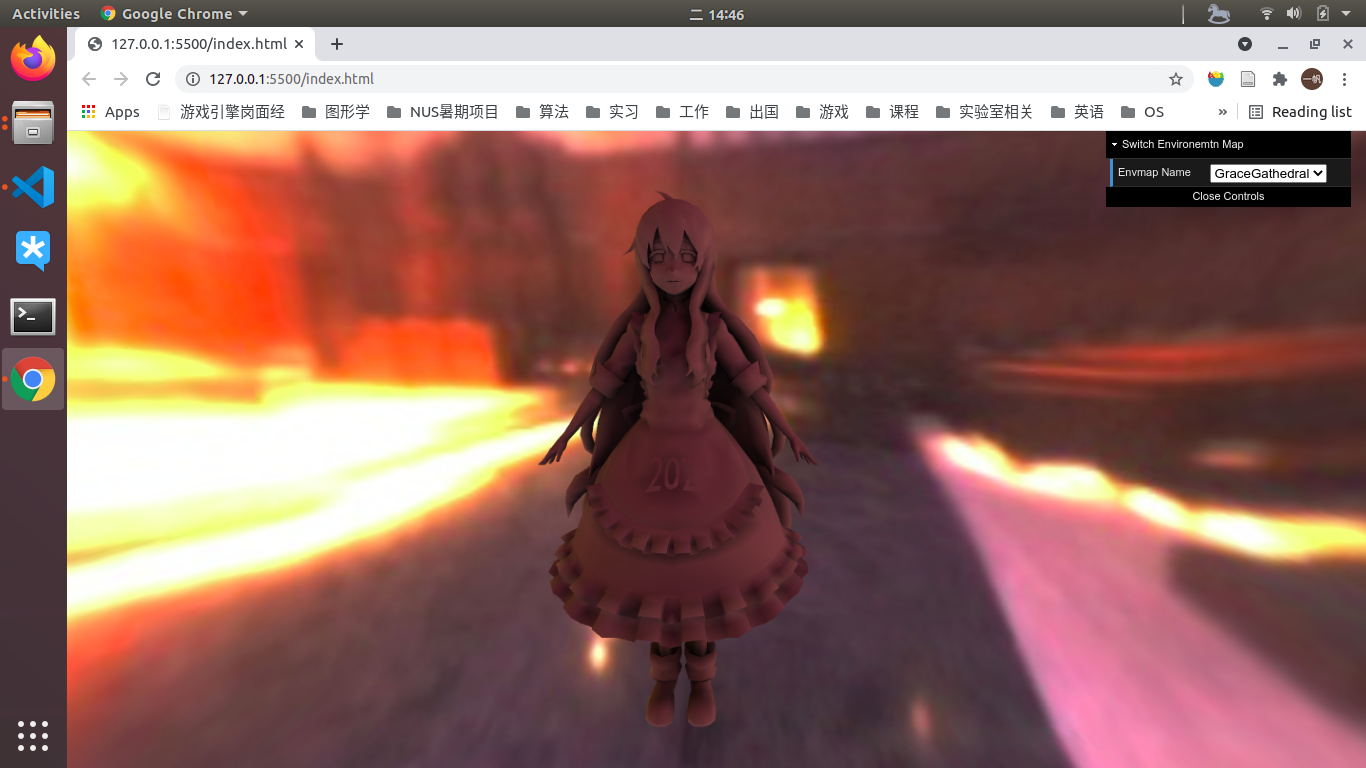 Activities Google Chrome 二 14:46
127.0.0.1:5500/index.html
127.0.0.1:5500/index.html
Apps 游戏引擎岗面经 图形学 NUS暑期项目 算法 实习 工作 出国 游戏 课程 实验室相关 英语 OS » Reading list
Switch Environemtn Map
Envmap Name GraceGathedral
Close Controls
202